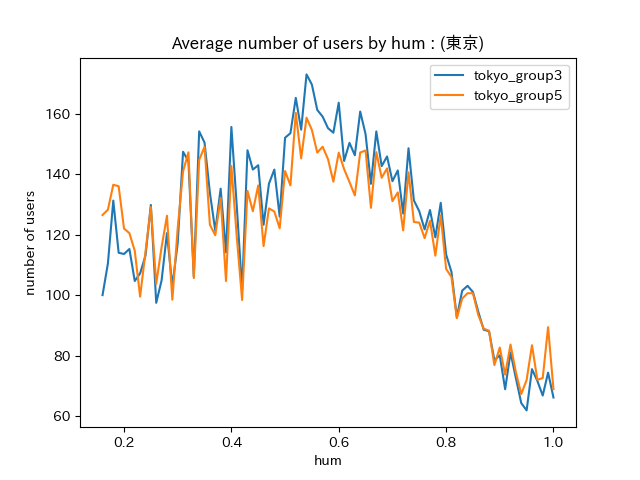 Average number of users by hum : (東京)
tokyo_group3
tokyo_group5
number of users
160
140
120
100
80
60
0.2
0.4
0.6
0.8
1.0
hum